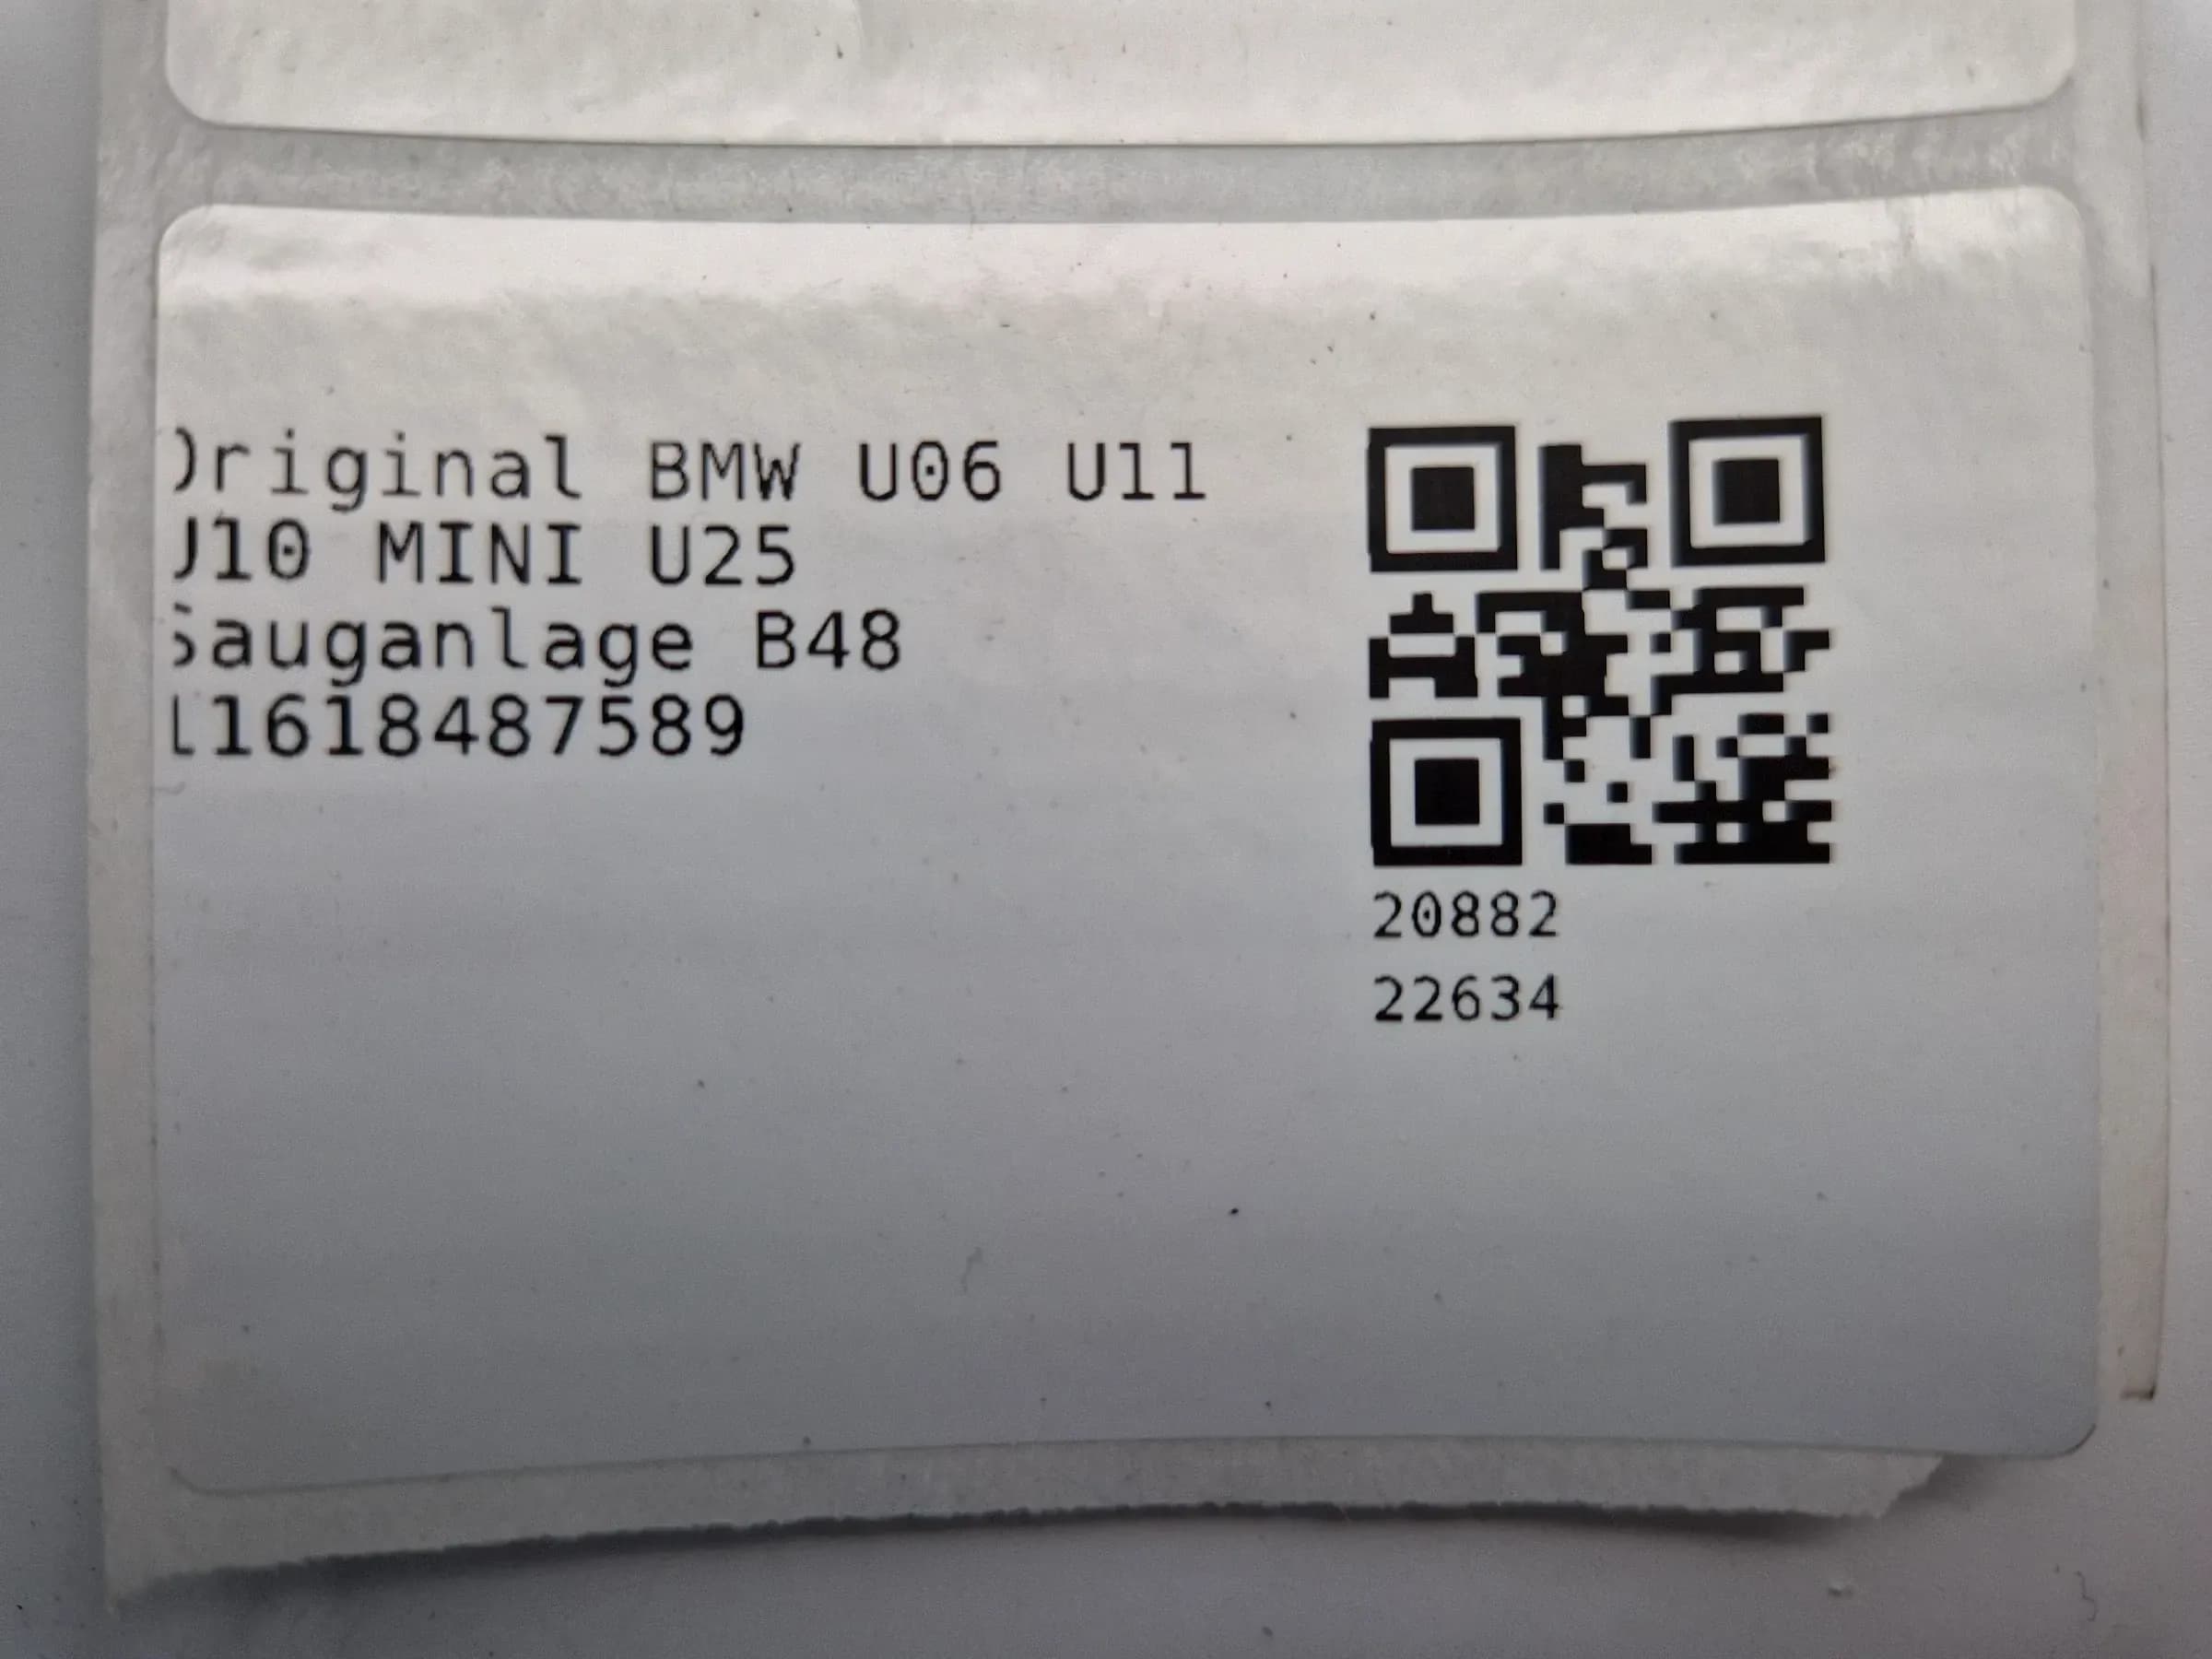 Original BMW U06 U11
U10 MINI U25
Sauganlage B48
11618487589
20882
22634